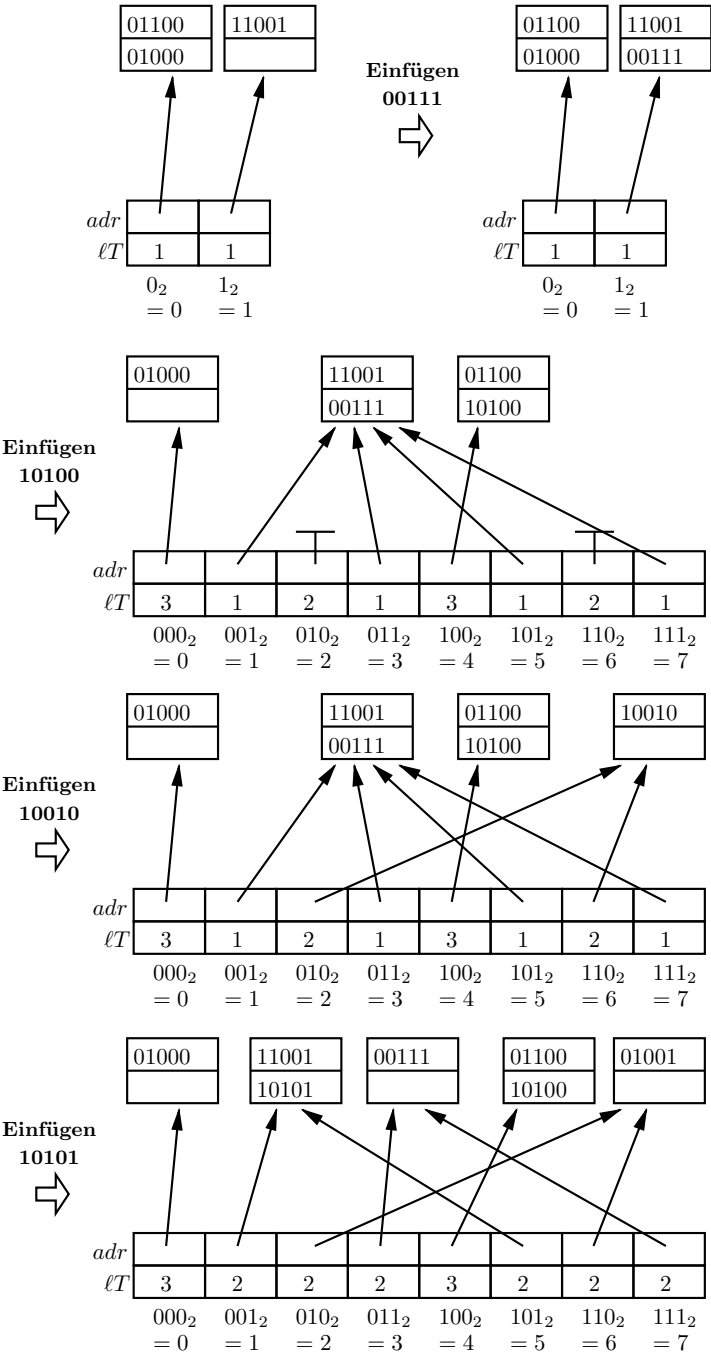 01100 11001
01000
Einfügen
00111
01100 11001
01000 00111
adr
ℓT 1 1
0₂ 1₂
= 0 = 1
adr
ℓT 1 1
0₂ 1₂
= 0 = 1
01000 11001 01100
00111 10100
Einfügen
10100
adr
ℓT 3 1 2 1 3 1 2 1
000₂ 001₂ 010₂ 011₂ 100₂ 101₂ 110₂ 111₂
= 0 = 1 = 2 = 3 = 4 = 5 = 6 = 7
01000 11001 01100 10010
00111 10100
Einfügen
10010
adr
ℓT 3 1 2 1 3 1 2 1
000₂ 001₂ 010₂ 011₂ 100₂ 101₂ 110₂ 111₂
= 0 = 1 = 2 = 3 = 4 = 5 = 6 = 7
01000 11001 00111 01100 01001
10101 10100
Einfügen
10101
adr
ℓT 3 2 2 2 3 2 2 2
000₂ 001₂ 010₂ 011₂ 100₂ 101₂ 110₂ 111₂
= 0 = 1 = 2 = 3 = 4 = 5 = 6 = 7